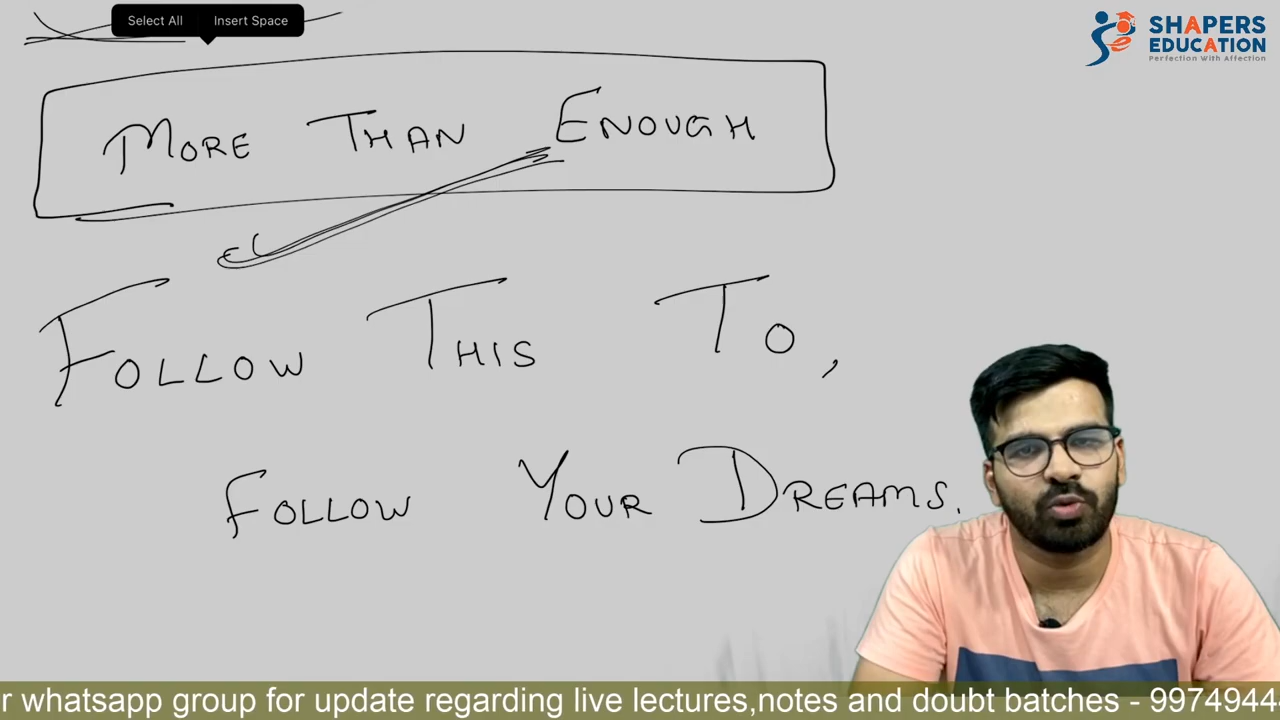 Select All Insert Space
SHAPERS
EDUCATION
Perfection With Affection
MORE THAN ENOUGH
FOLLOW THIS TO,
FOLLOW YOUR DREAMS.
r whatsapp group for update regarding live lectures,notes and doubt batches - 99749444